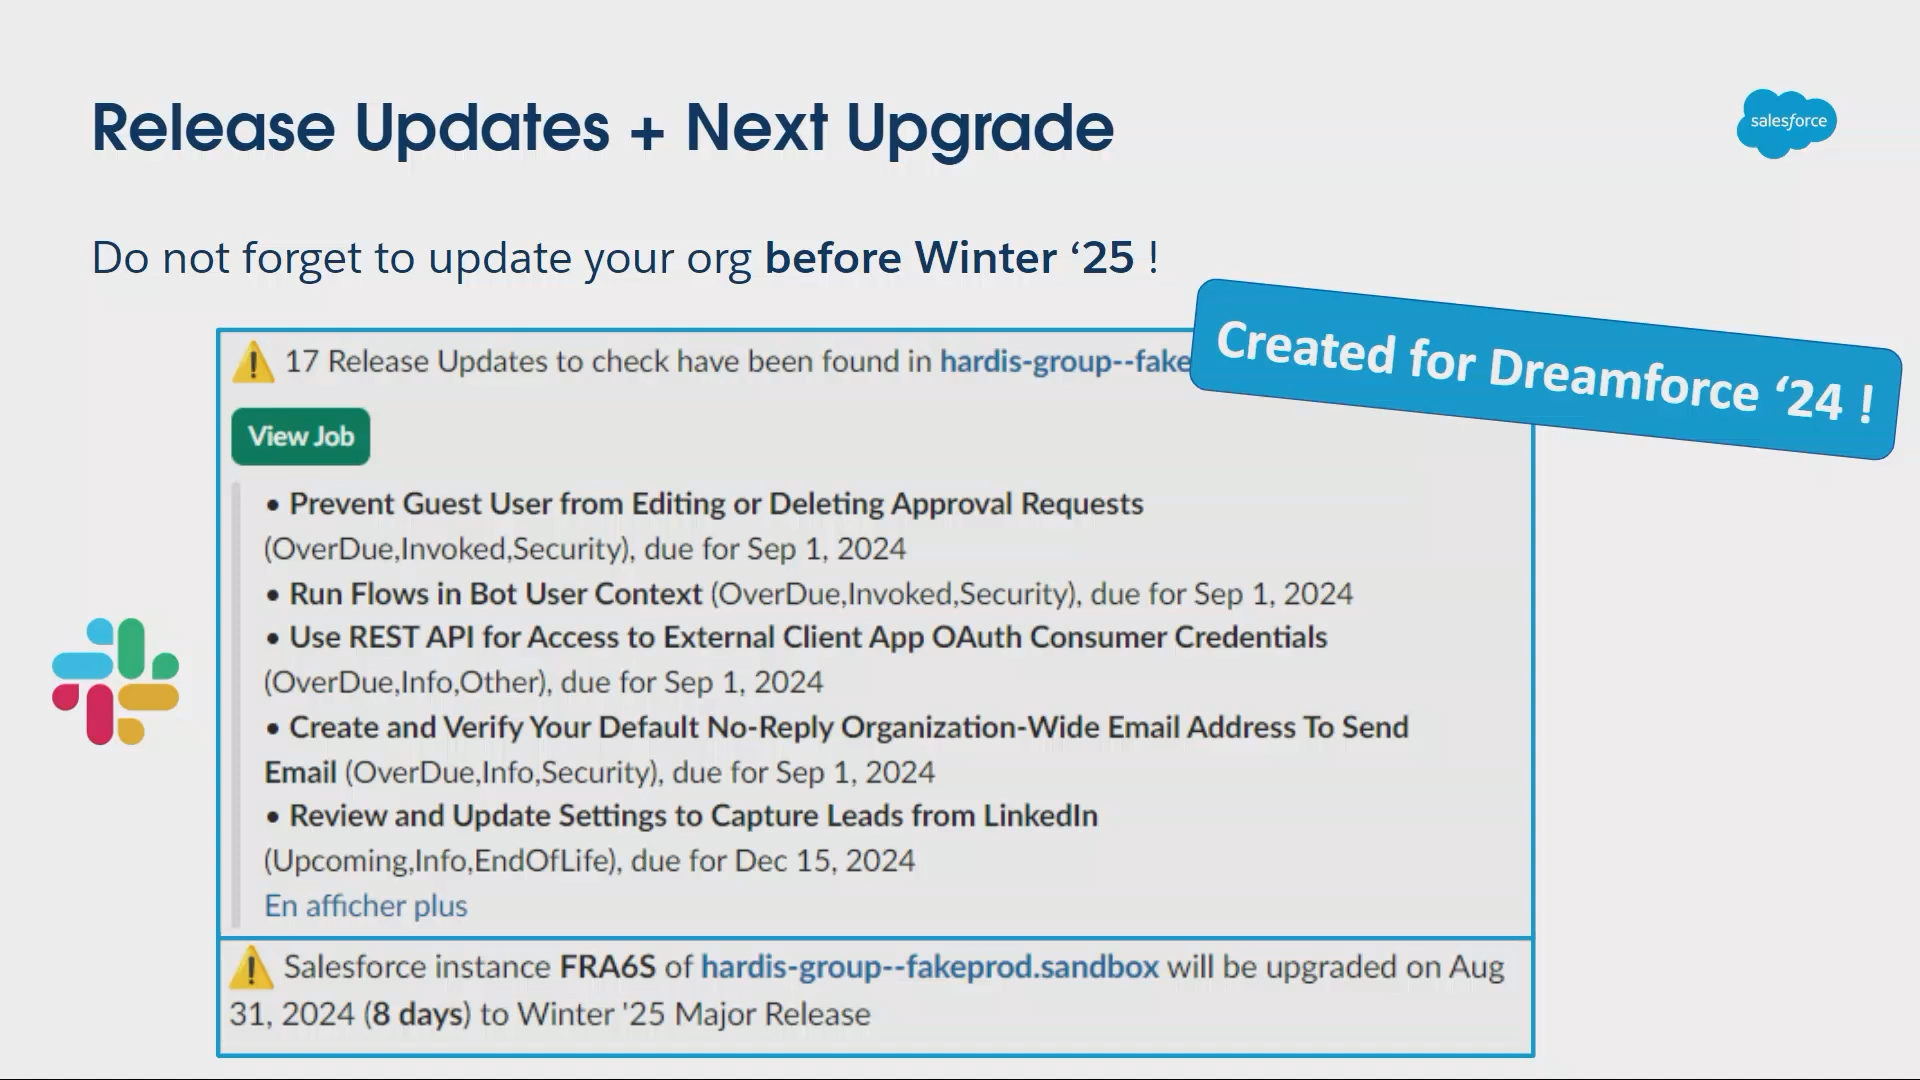 Release Updates + Next Upgrade
salesforce
Do not forget to update your org before Winter ‘25 !
Created for Dreamforce ‘24 !
17 Release Updates to check have been found in hardis-group--fake
View Job
• Prevent Guest User from Editing or Deleting Approval Requests
(OverDue,Invoked,Security), due for Sep 1, 2024
• Run Flows in Bot User Context (OverDue,Invoked,Security), due for Sep 1, 2024
• Use REST API for Access to External Client App OAuth Consumer Credentials
(OverDue,Info,Other), due for Sep 1, 2024
• Create and Verify Your Default No-Reply Organization-Wide Email Address To Send
Email (OverDue,Info,Security), due for Sep 1, 2024
• Review and Update Settings to Capture Leads from LinkedIn
(Upcoming,Info,EndOfLife), due for Dec 15, 2024
En afficher plus
Salesforce instance FRA6S of hardis-group--fakeprod.sandbox will be upgraded on Aug
31, 2024 (8 days) to Winter '25 Major Release